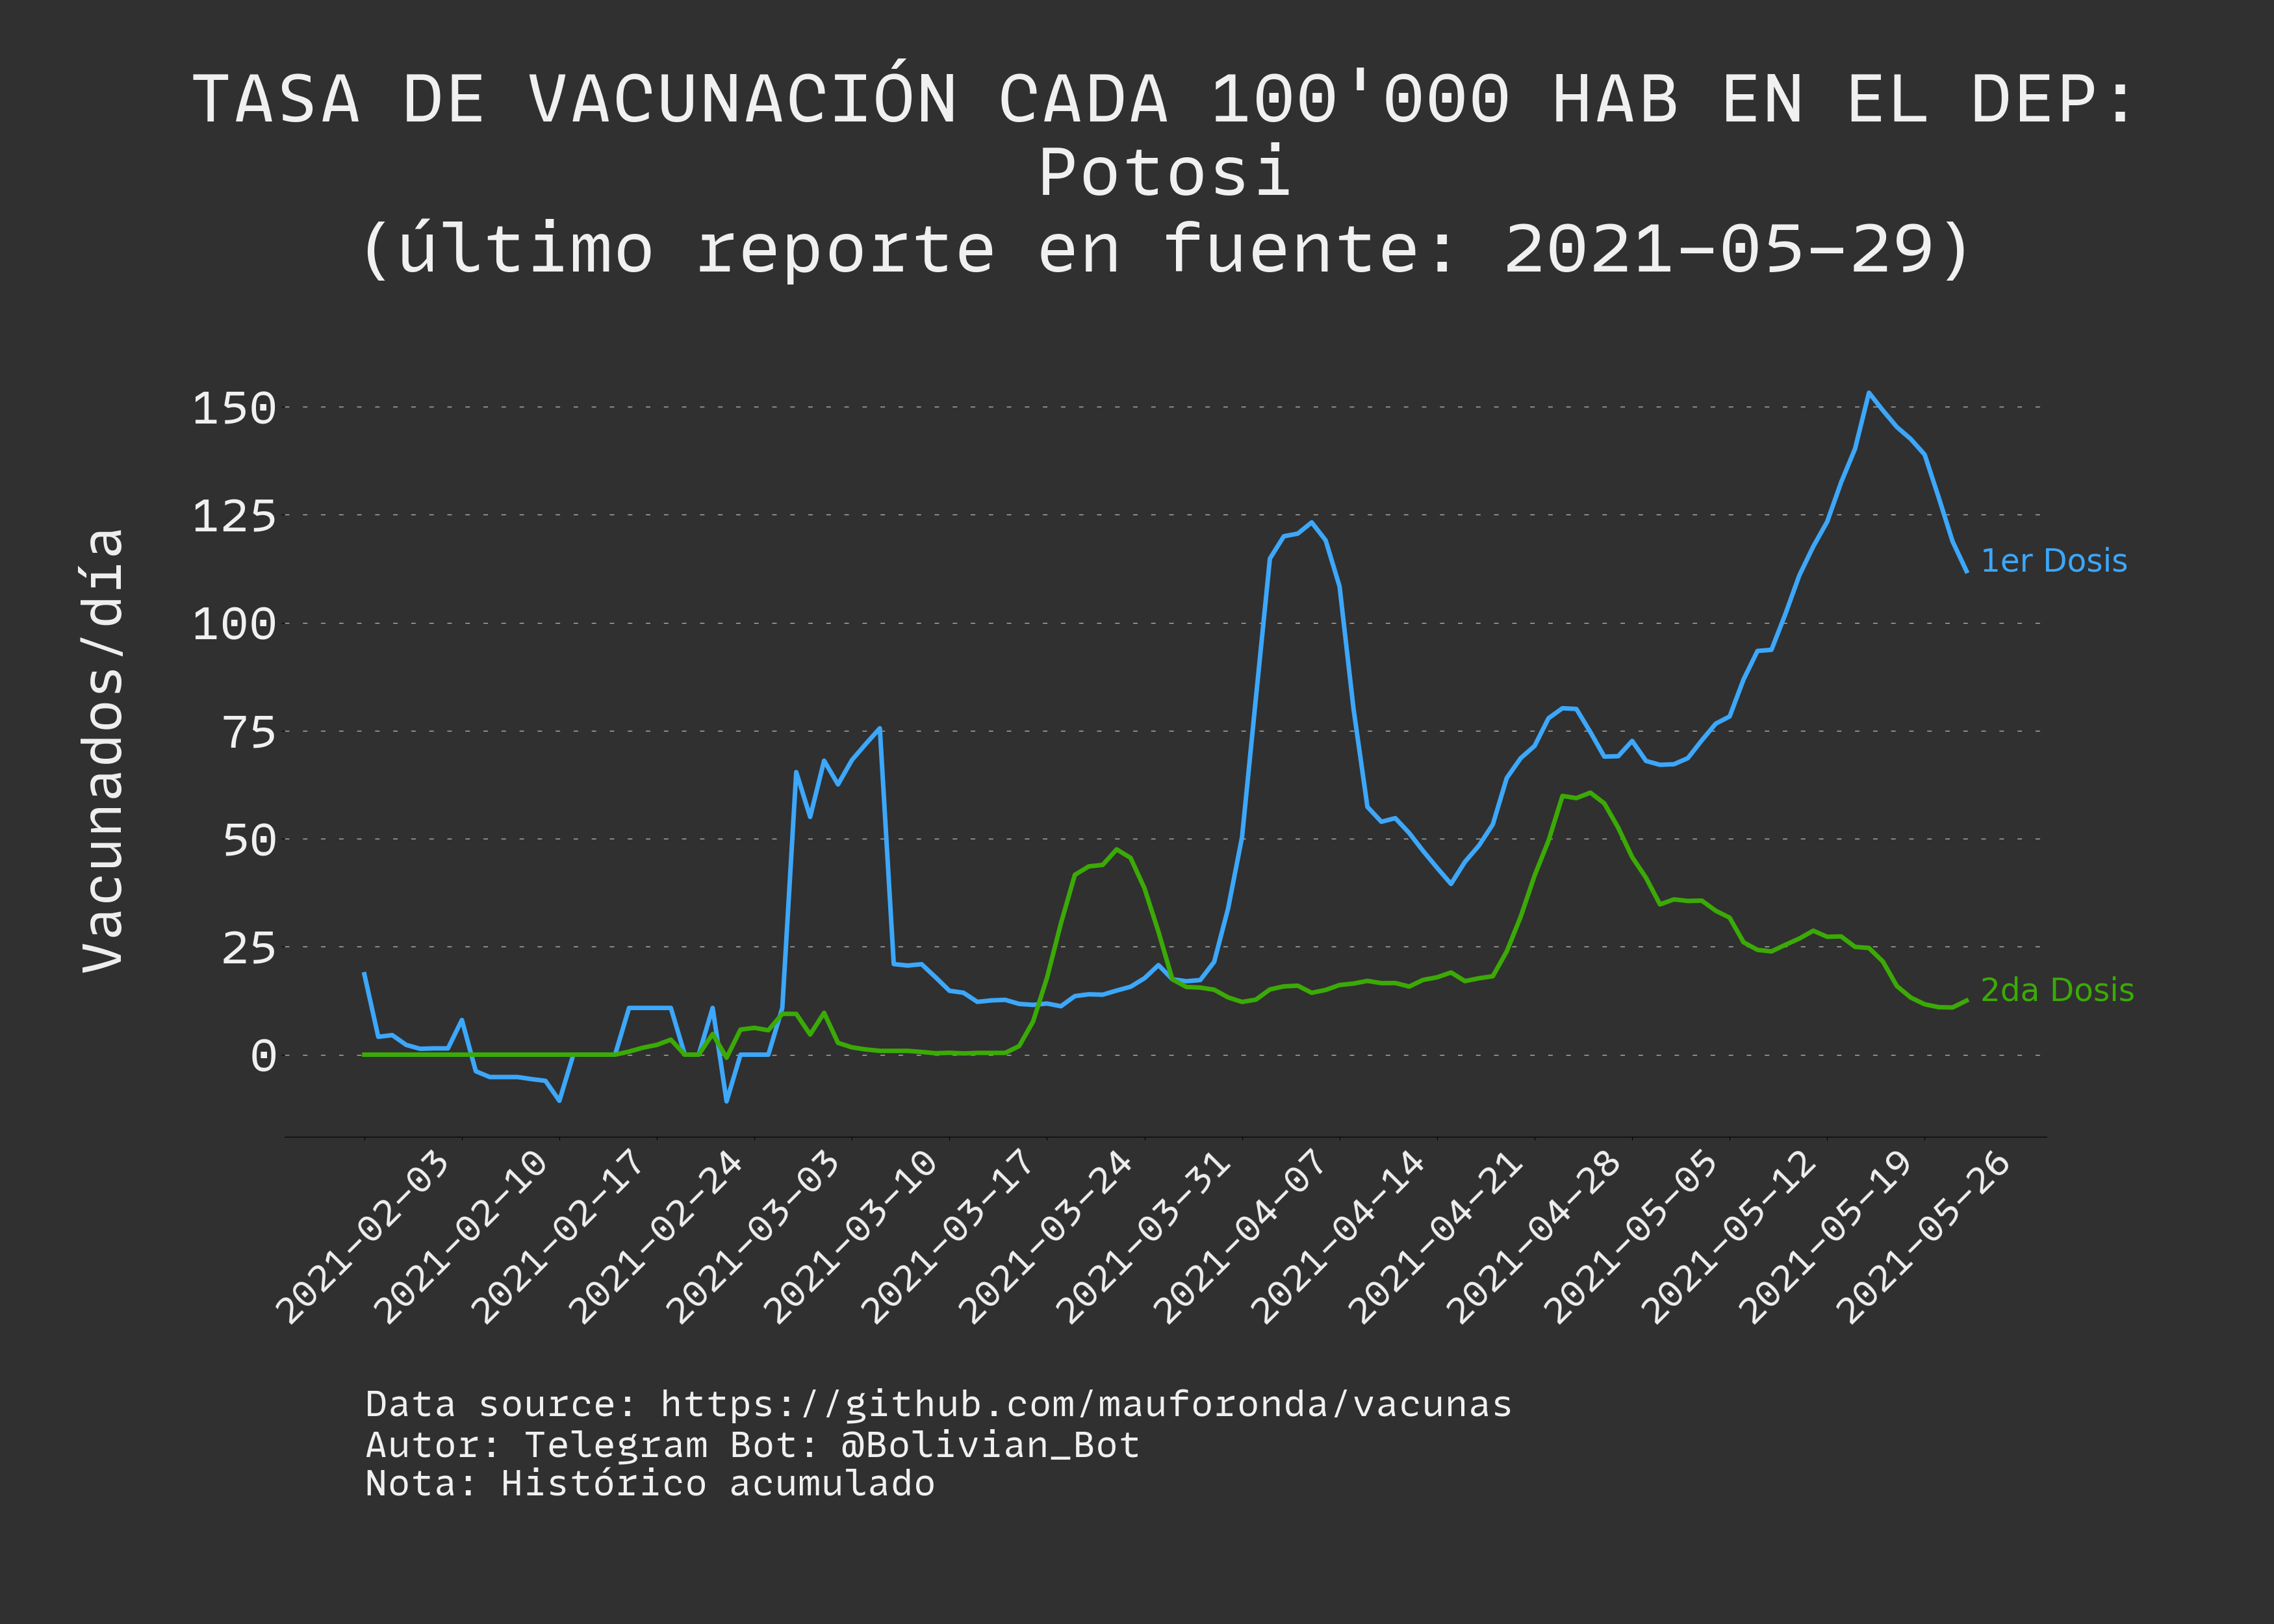 TASA DE VACUNACIÓN CADA 100'000 HAB EN EL DEP:
Potosi
(último reporte en fuente: 2021-05-29)
Vacunados/día
150
125
100
75
50
25
0
1er Dosis
2da Dosis
2021-02-03
2021-02-10
2021-02-17
2021-02-24
2021-03-03
2021-03-10
2021-03-17
2021-03-24
2021-03-31
2021-04-07
2021-04-14
2021-04-21
2021-04-28
2021-05-05
2021-05-12
2021-05-19
2021-05-26
Data source: https://github.com/mauforonda/vacunas
Autor: Telegram Bot: @Bolivian_Bot
Nota: Histórico acumulado